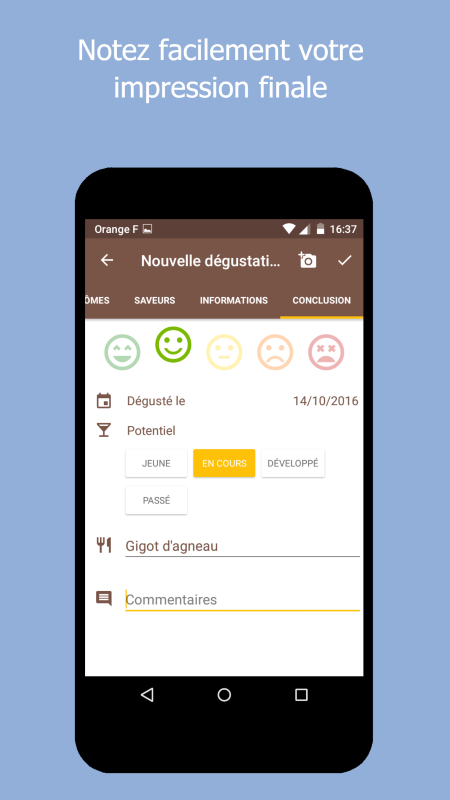 Notez facilement votre
impression finale
Orange F 16:37
Nouvelle dégustati...
ÔMES SAVEURS INFORMATIONS CONCLUSION
Dégusté le 14/10/2016
Potentiel
JEUNE EN COURS DÉVELOPPÉ
PASSÉ
Gigot d'agneau
Commentaires